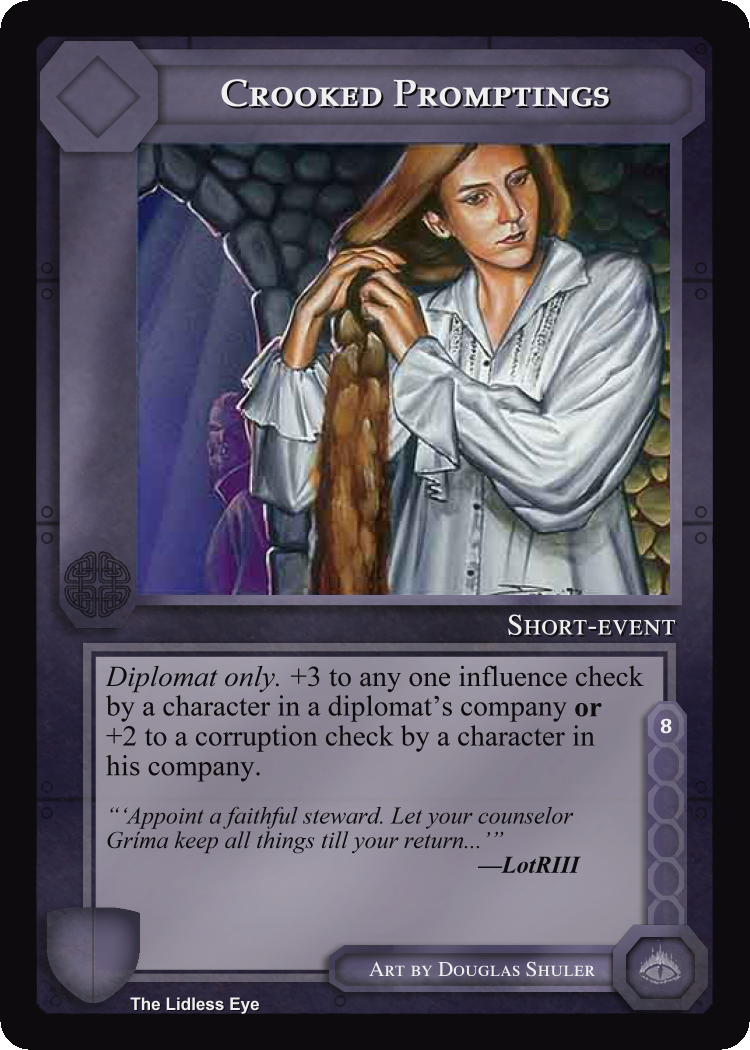 Crooked Promptings
Short-event
Diplomat only. +3 to any one influence check
by a character in a diplomat's company or
+2 to a corruption check by a character in
his company.
8
“‘Appoint a faithful steward. Let your counselor
Gríma keep all things till your return...’”
—LotRIII
Art by Douglas Shuler
The Lidless Eye